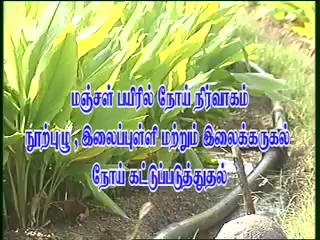 மஞ்சள் பயிரில் நோய் நிர்வாகம்
நூற்புழு , இலைப்புள்ளி மற்றும் இலைக்கருகல்
நோய் கட்டுப்படுத்துதல்